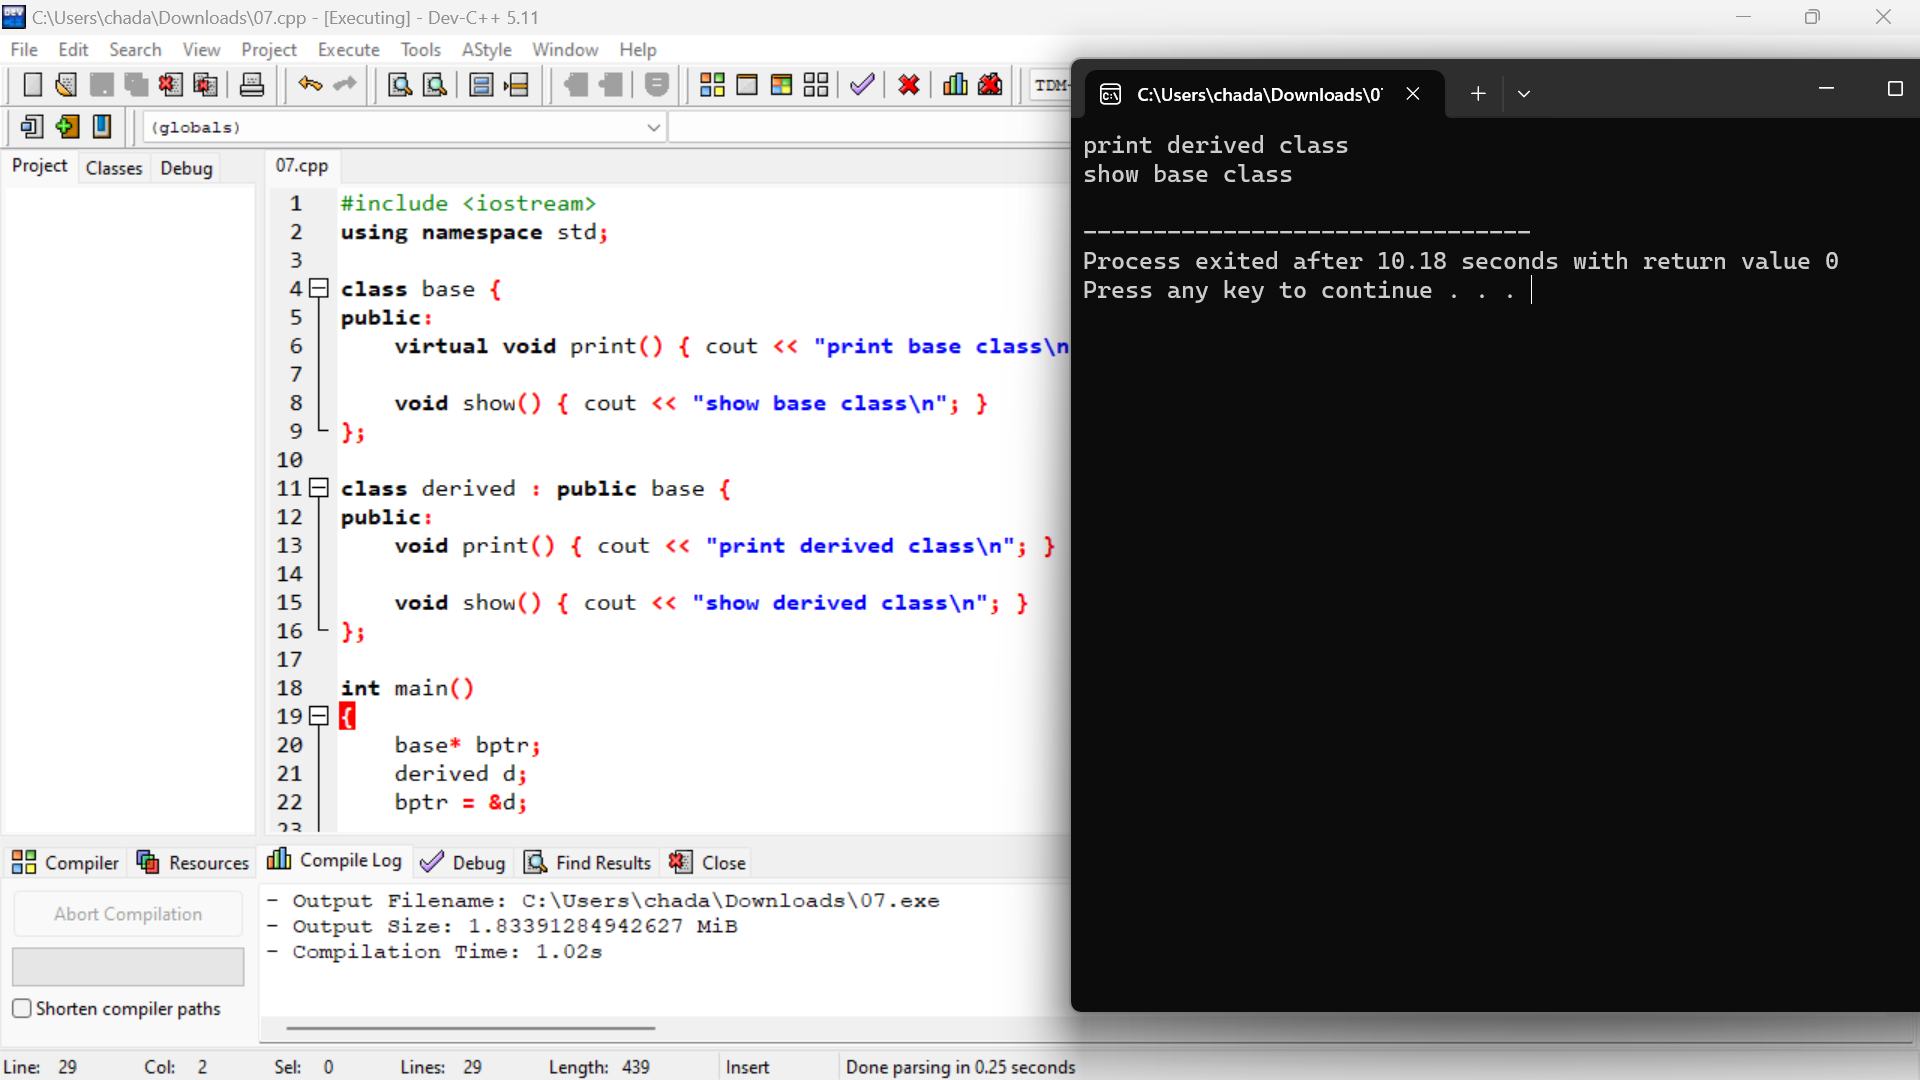 C:\Users\chada\Downloads\07.cpp - [Executing] - Dev-C++ 5.11
File Edit Search View Project Execute Tools AStyle Window Help
TDM-
(globals)
Project Classes Debug
07.cpp
1 #include <iostream>
2 using namespace std;
3
4 class base {
5 public:
6 virtual void print() { cout << "print base class\n
7
8 void show() { cout << "show base class\n"; }
9 };
10
11 class derived : public base {
12 public:
13 void print() { cout << "print derived class\n"; }
14
15 void show() { cout << "show derived class\n"; }
16 };
17
18 int main()
19 {
20 base* bptr;
21 derived d;
22 bptr = &d;
23
Compiler Resources Compile Log Debug Find Results Close
Abort Compilation
Shorten compiler paths
- Output Filename: C:\Users\chada\Downloads\07.exe
- Output Size: 1.83391284942627 MiB
- Compilation Time: 1.02s
Line: 29 Col: 2 Sel: 0 Lines: 29 Length: 439 Insert Done parsing in 0.25 seconds
C:\Users\chada\Downloads\0
print derived class
show base class
--------------------------------
Process exited after 10.18 seconds with return value 0
Press any key to continue . . .